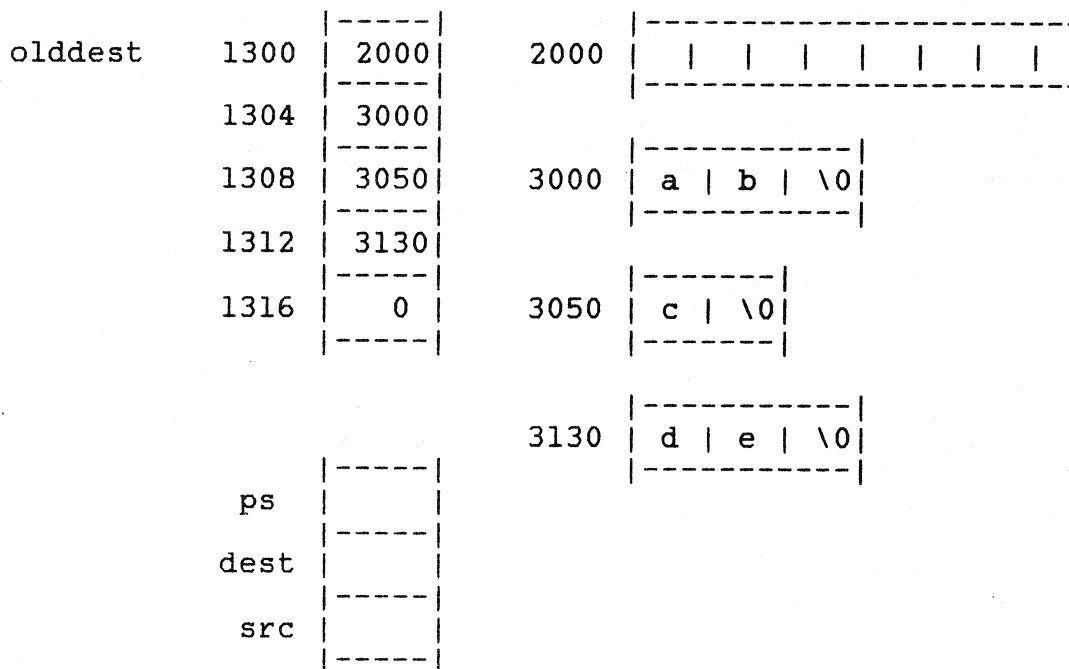 olddest 1300 2000 2000
1304 3000
1308 3050 3000 a | b | \0
1312 3130
1316 0 3050 c | \0
3130 d | e | \0
ps
dest
src